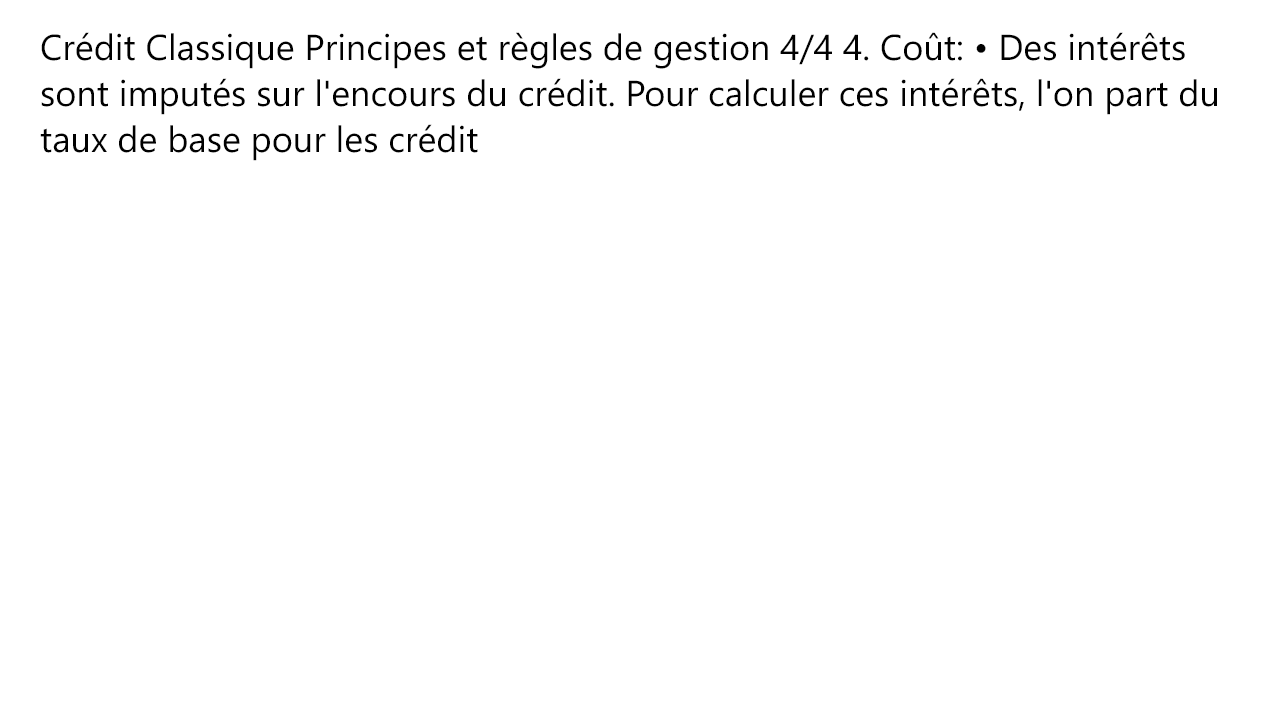 Crédit Classique Principes et règles de gestion 4/4 4. Coût: • Des intérêts
sont imputés sur l'encours du crédit. Pour calculer ces intérêts, l'on part du
taux de base pour les crédit